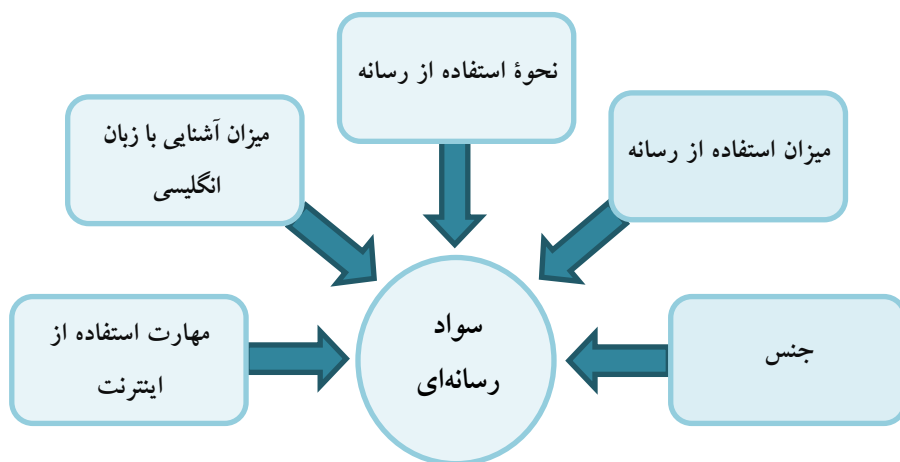 نحوۀ استفاده از رسانه
میزان استفاده از رسانه
میزان آشنایی با زبان
انگلیسی
جنس
سواد
رسانه‌ای
مهارت استفاده از
اینترنت